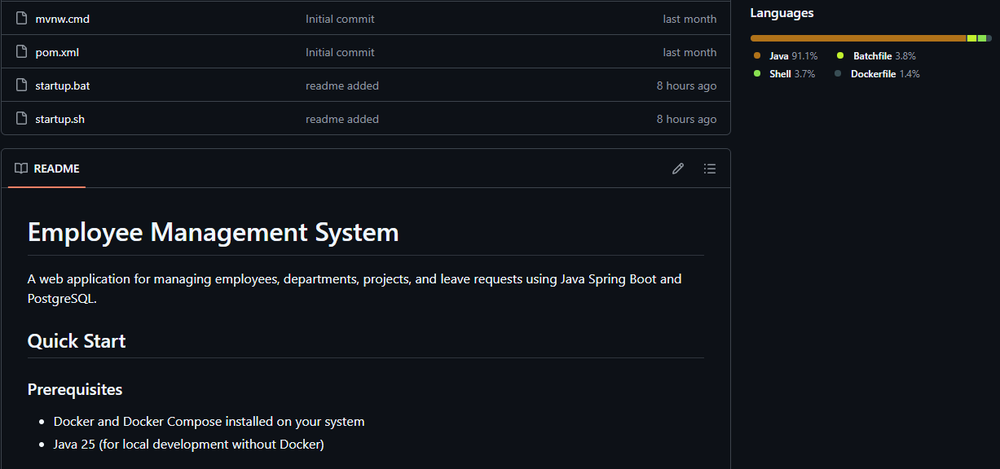 mvnw.cmd Initial commit last month
pom.xml Initial commit last month
startup.bat readme added 8 hours ago
startup.sh readme added 8 hours ago
README
Employee Management System
A web application for managing employees, departments, projects, and leave requests using Java Spring Boot and
PostgreSQL.
Quick Start
Prerequisites
• Docker and Docker Compose installed on your system
• Java 25 (for local development without Docker)
Languages
Java 91.1% Batchfile 3.8%
Shell 3.7% Dockerfile 1.4%